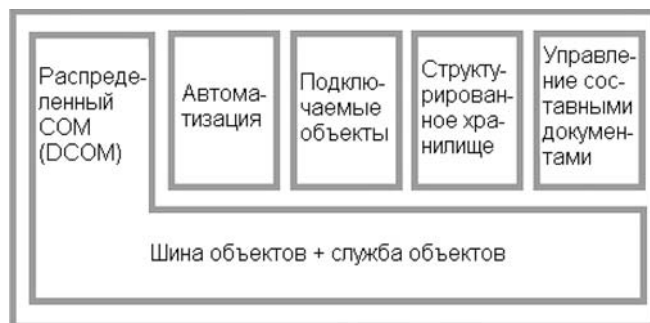 Распреде-
ленный
COM
(DCOM)
Автома-
тизация
Подклю-
чаемые
объекты
Структу-
рирован-
ное хра-
нилище
Управле-
ние сос-
тавными
докумен-
тами
Шина объектов + служба объектов